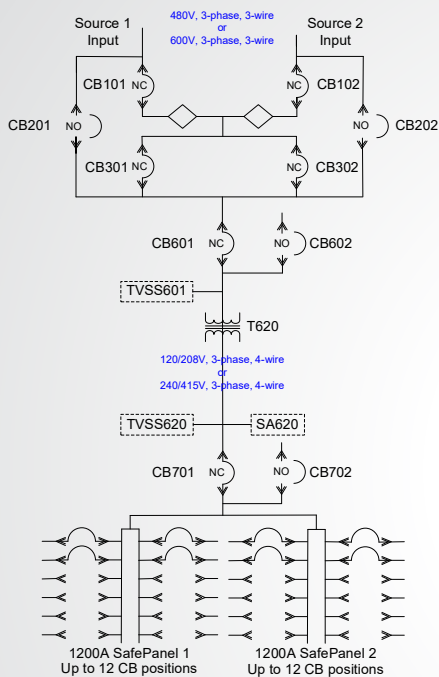 Source 1
Input
480V, 3-phase, 3-wire
or
600V, 3-phase, 3-wire
Source 2
Input
CB101
NC
NC
CB102
CB201
NO
NO
CB202
CB301
NC
NC
CB302
CB601
NC
NO
CB602
TVSS601
T620
120/208V, 3-phase, 4-wire
or
240/415V, 3-phase, 4-wire
TVSS620
SA620
CB701
NC
NO
CB702
1200A SafePanel 1
Up to 12 CB positions
1200A SafePanel 2
Up to 12 CB positions